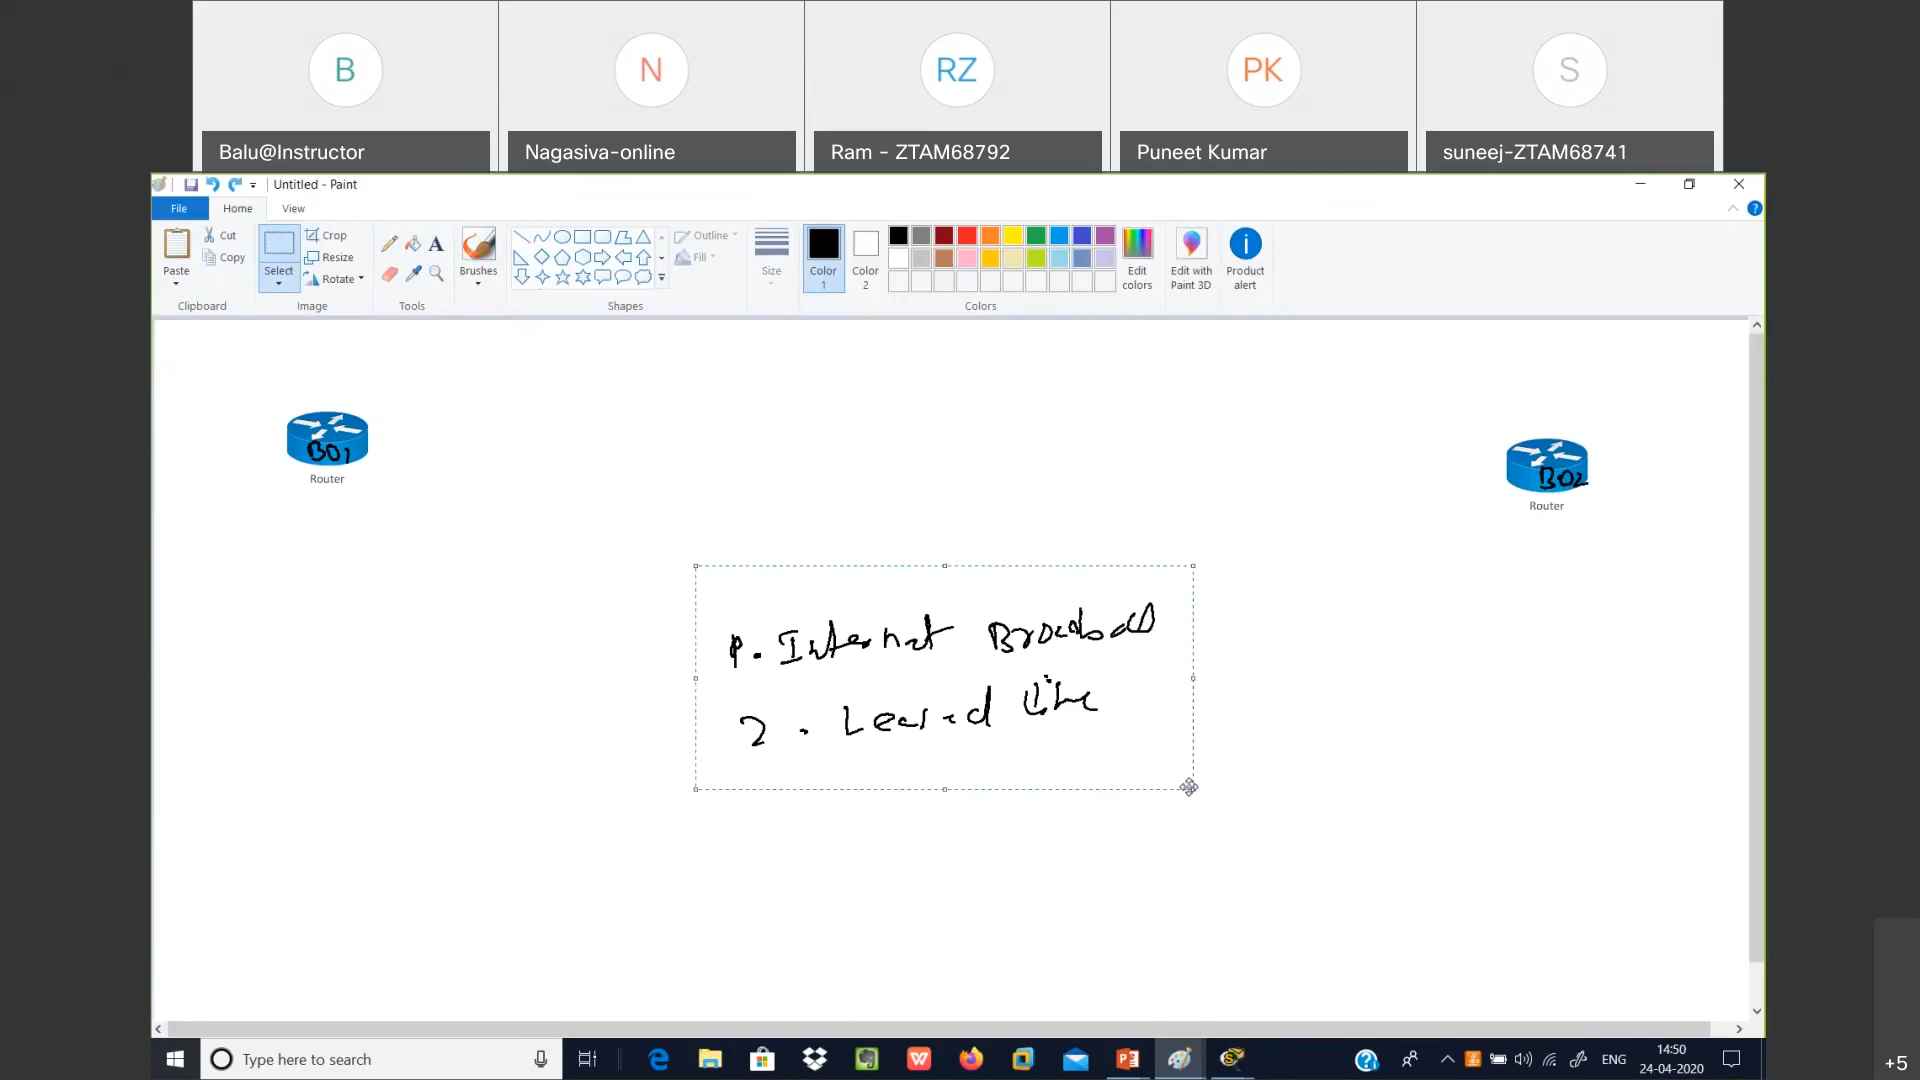 B
N
RZ
PK
S
Balu@Instructor
Nagasiva-online
Ram - ZTAM68792
Puneet Kumar
suneej-ZTAM68741
Untitled - Paint
File
Home
View
Paste
Cut
Copy
Clipboard
Select
Crop
Resize
Rotate
Image
A
Tools
Brushes
Shapes
Outline
Fill
Size
Color 1
Color 2
Edit colors
Colors
Edit with Paint 3D
Product alert
BO1
Router
BO2
Router
1. Internet
2. Leased line
Type here to search
ENG
14:50
24-04-2020
+5